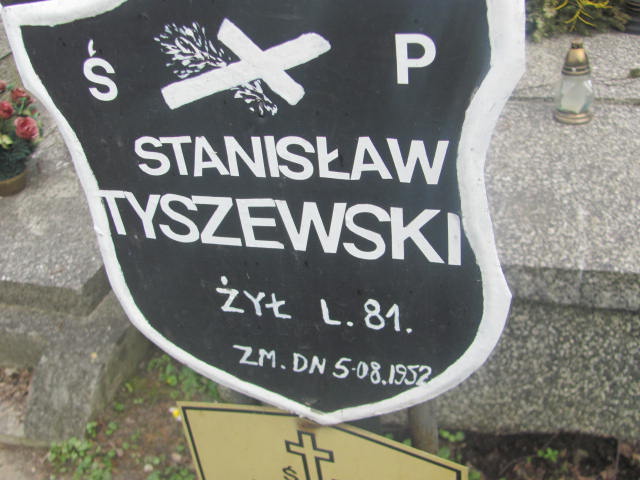 Ś P
STANISŁAW
TYSZEWSKI
ŻYŁ L. 81.
ZM. DN 5-08.1952
Ś